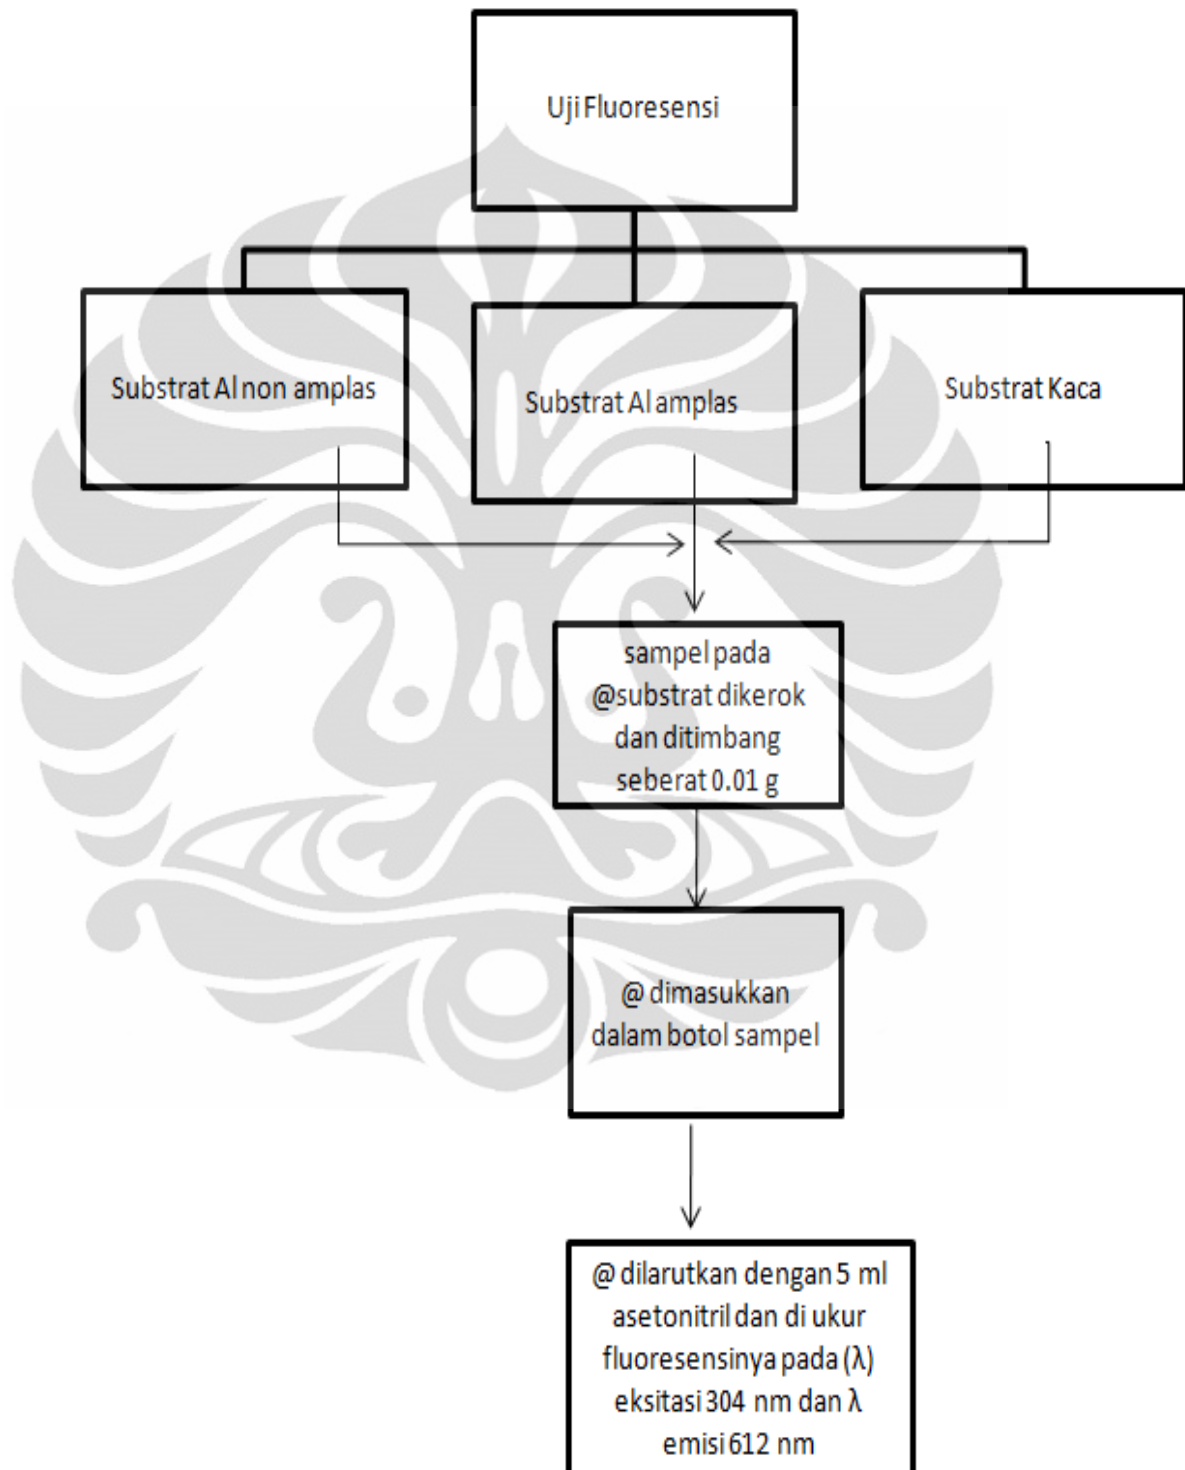 Uji Fluoresensi
Substrat Al non amplas
Substrat Al amplas
Substrat Kaca
sampel pada
@substrat dikerok
dan ditimbang
seberat 0.01 g
@ dimasukkan
dalam botol sampel
@ dilarutkan dengan 5 ml
asetonitril dan di ukur
fluoresensinya pada (λ)
eksitasi 304 nm dan λ
emisi 612 nm